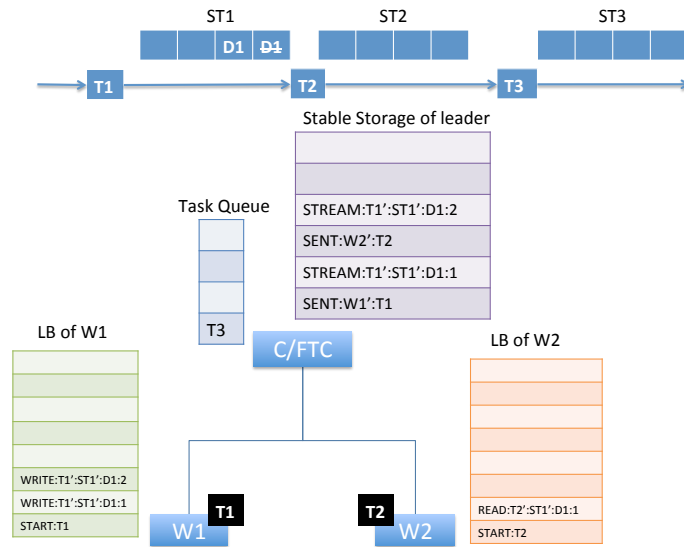 ST1
ST2
ST3
D1
D1
T1
T2
T3
Stable Storage of leader
STREAM:T1':ST1':D1:2
SENT:W2':T2
STREAM:T1':ST1':D1:1
SENT:W1':T1
Task Queue
T3
C/FTC
LB of W1
WRITE:T1':ST1':D1:2
WRITE:T1':ST1':D1:1
START:T1
LB of W2
READ:T2':ST1':D1:1
START:T2
T1
W1
T2
W2